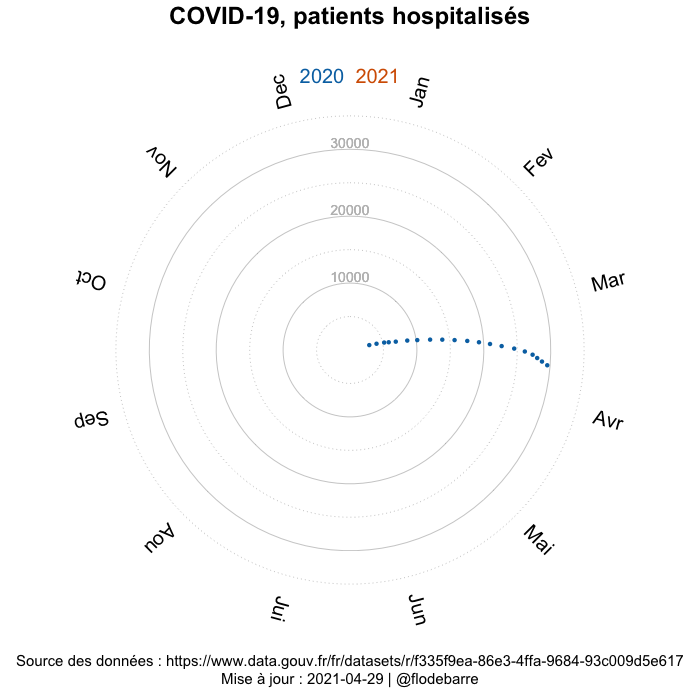 COVID-19, patients hospitalisés
2020 2021
Jan
Fev
Mar
Avr
Mai
Jun
Jui
Aou
Sep
Oct
Nov
Dec
30000
20000
10000
Source des données : https://www.data.gouv.fr/fr/datasets/r/f335f9ea-86e3-4ffa-9684-93c009d5e617
Mise à jour : 2021-04-29 | @flodebarre